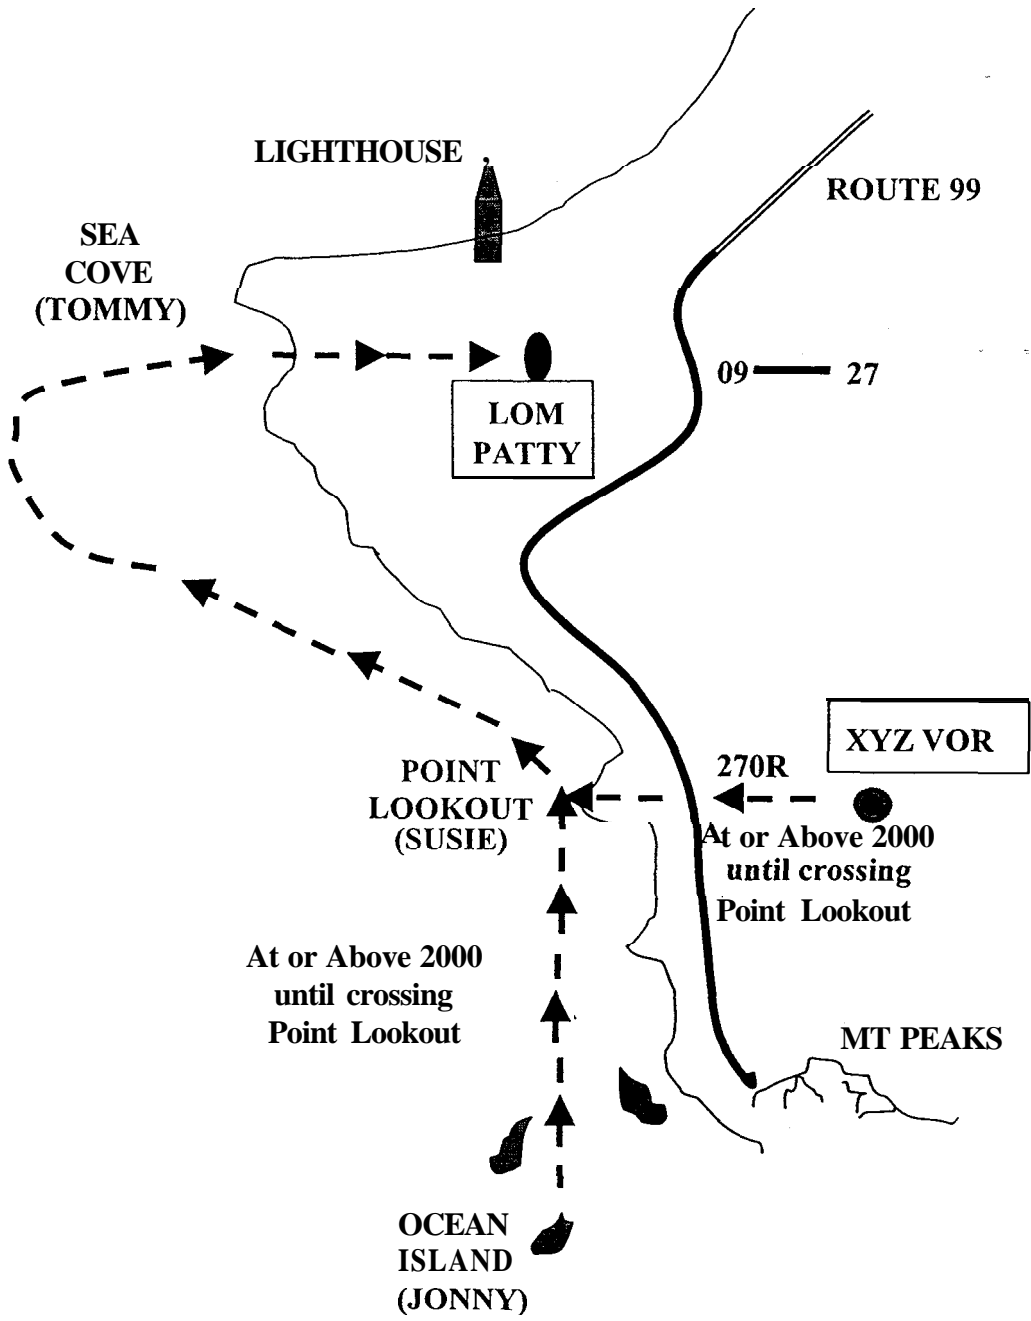 LIGHTHOUSE
ROUTE 99
SEA
COVE
(TOMMY)
09
27
LOM
PATTY
XYZ VOR
270R
POINT
LOOKOUT
(SUSIE)
At or Above 2000
until crossing
Point Lookout
At or Above 2000
until crossing
Point Lookout
MT PEAKS
OCEAN
ISLAND
(JONNY)